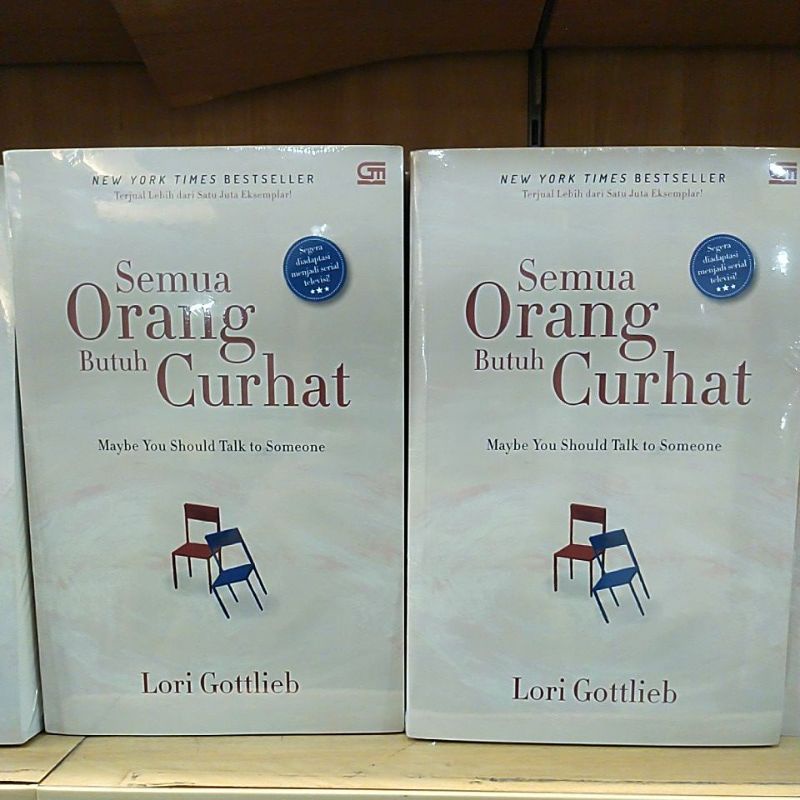 NEW YORK TIMES BESTSELLER
Terjual Lebih dari Satu Juta Eksemplar!
GM
Segera
diadaptasi
menjadi serial
televisi!
Semua
Orang
Butuh Curhat
Maybe You Should Talk to Someone
Lori Gottlieb
NEW YORK TIMES BESTSELLER
Terjual Lebih dari Satu Juta Eksemplar!
GM
Segera
diadaptasi
menjadi serial
televisi!
Semua
Orang
Butuh Curhat
Maybe You Should Talk to Someone
Lori Gottlieb